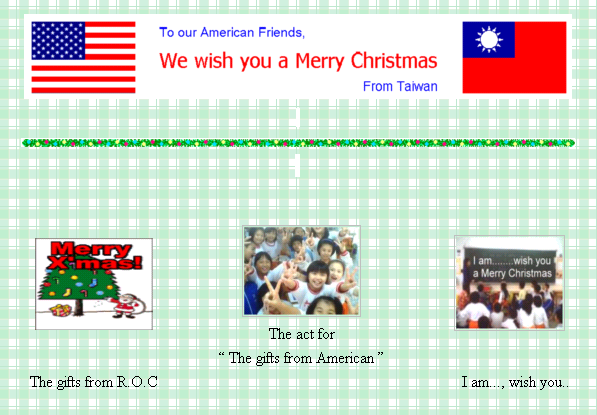 To our American Friends,
We wish you a Merry Christmas
From Taiwan
Merry
X'mas!
I am........wish you
a Merry Christmas
The act for
“ The gifts from American ”
The gifts from R.O.C
I am..., wish you..